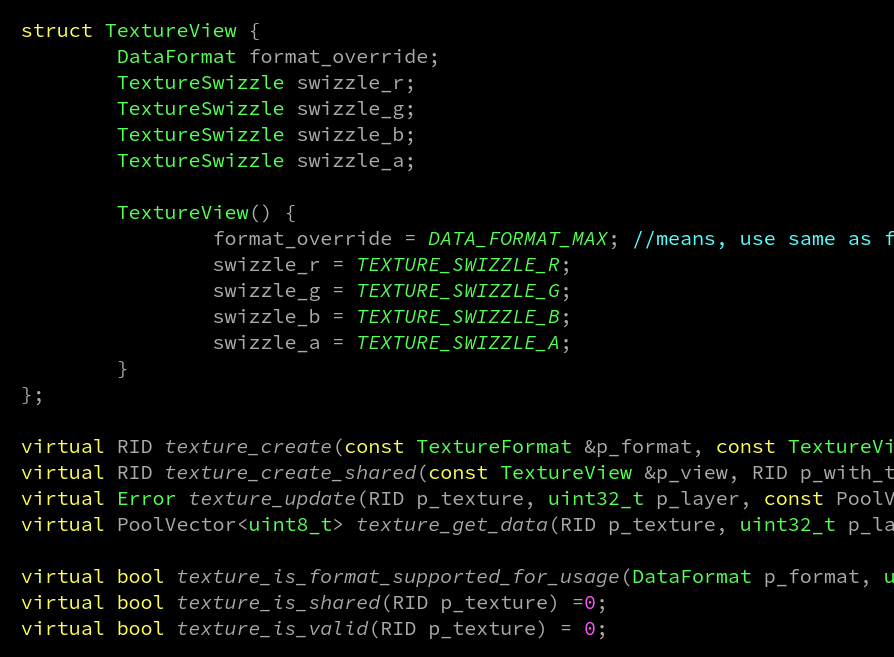 struct TextureView {
DataFormat format_override;
TextureSwizzle swizzle_r;
TextureSwizzle swizzle_g;
TextureSwizzle swizzle_b;
TextureSwizzle swizzle_a;
TextureView() {
format_override = DATA_FORMAT_MAX; //means, use same as f
swizzle_r = TEXTURE_SWIZZLE_R;
swizzle_g = TEXTURE_SWIZZLE_G;
swizzle_b = TEXTURE_SWIZZLE_B;
swizzle_a = TEXTURE_SWIZZLE_A;
}
};
virtual RID texture_create(const TextureFormat &p_format, const TextureVi
virtual RID texture_create_shared(const TextureView &p_view, RID p_with_t
virtual Error texture_update(RID p_texture, uint32_t p_layer, const PoolV
virtual PoolVector<uint8_t> texture_get_data(RID p_texture, uint32_t p_la
virtual bool texture_is_format_supported_for_usage(DataFormat p_format, u
virtual bool texture_is_shared(RID p_texture) =0;
virtual bool texture_is_valid(RID p_texture) = 0;